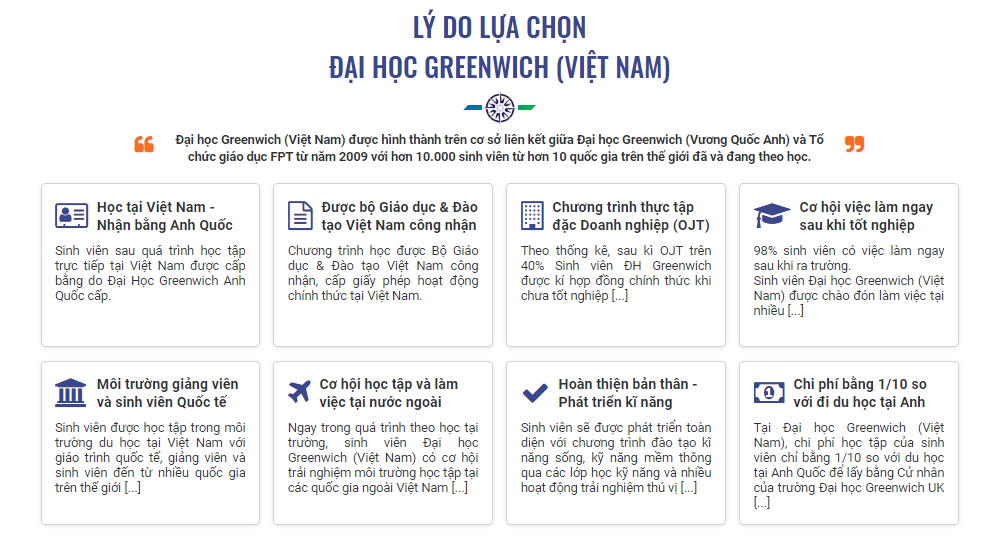 LÝ DO LỰA CHỌN
ĐẠI HỌC GREENWICH (VIỆT NAM)
Đại học Greenwich (Việt Nam) được hình thành trên cơ sở liên kết giữa Đại học Greenwich (Vương Quốc Anh) và Tổ
chức giáo dục FPT từ năm 2009 với hơn 10.000 sinh viên từ hơn 10 quốc gia trên thế giới đã và đang theo học.
Học tại Việt Nam -
Nhận bằng Anh Quốc
Sinh viên sau quá trình học tập
trực tiếp tại Việt Nam được cấp
bằng do Đại Học Greenwich Anh
Quốc cấp.
Được bộ Giáo dục & Đào
tạo Việt Nam công nhận
Chương trình học được Bộ Giáo
dục & Đào tạo Việt Nam công
nhận, cấp giấy phép hoạt động
chính thức tại Việt Nam.
Chương trình thực tập
đặc Doanh nghiệp (OJT)
Theo thống kê, sau kì OJT trên
40% Sinh viên ĐH Greenwich
được kí hợp đồng chính thức khi
chưa tốt nghiệp [...]
Cơ hội việc làm ngay
sau khi tốt nghiệp
98% sinh viên có việc làm ngay
sau khi ra trường.
Sinh viên Đại học Greenwich (Việt
Nam) được chào đón làm việc tại
nhiều [...]
Môi trường giảng viên
và sinh viên Quốc tế
Sinh viên được học tập trong môi
trường du học tại Việt Nam với
giáo trình quốc tế, giảng viên và
sinh viên đến từ nhiều quốc gia
trên thế giới [...]
Cơ hội học tập và làm
việc tại nước ngoài
Ngay trong quá trình theo học tại
trường, sinh viên Đại học
Greenwich (Việt Nam) có cơ hội
trải nghiệm môi trường học tập tại
các quốc gia ngoài Việt Nam [...]
Hoàn thiện bản thân -
Phát triển kĩ năng
Sinh viên sẽ được phát triển toàn
diện với chương trình đào tạo kĩ
năng sống, kỹ năng mềm thông
qua các lớp học kỹ năng và nhiều
hoạt động trải nghiệm thú vị [...]
1
Chi phí bằng 1/10 so
với đi du học tại Anh
Tại Đại học Greenwich (Việt
Nam), chi phí học tập của sinh
viên chỉ bằng 1/10 so với du học
tại Anh Quốc để lấy bằng Cử nhân
của trường Đại học Greenwich UK
[...]